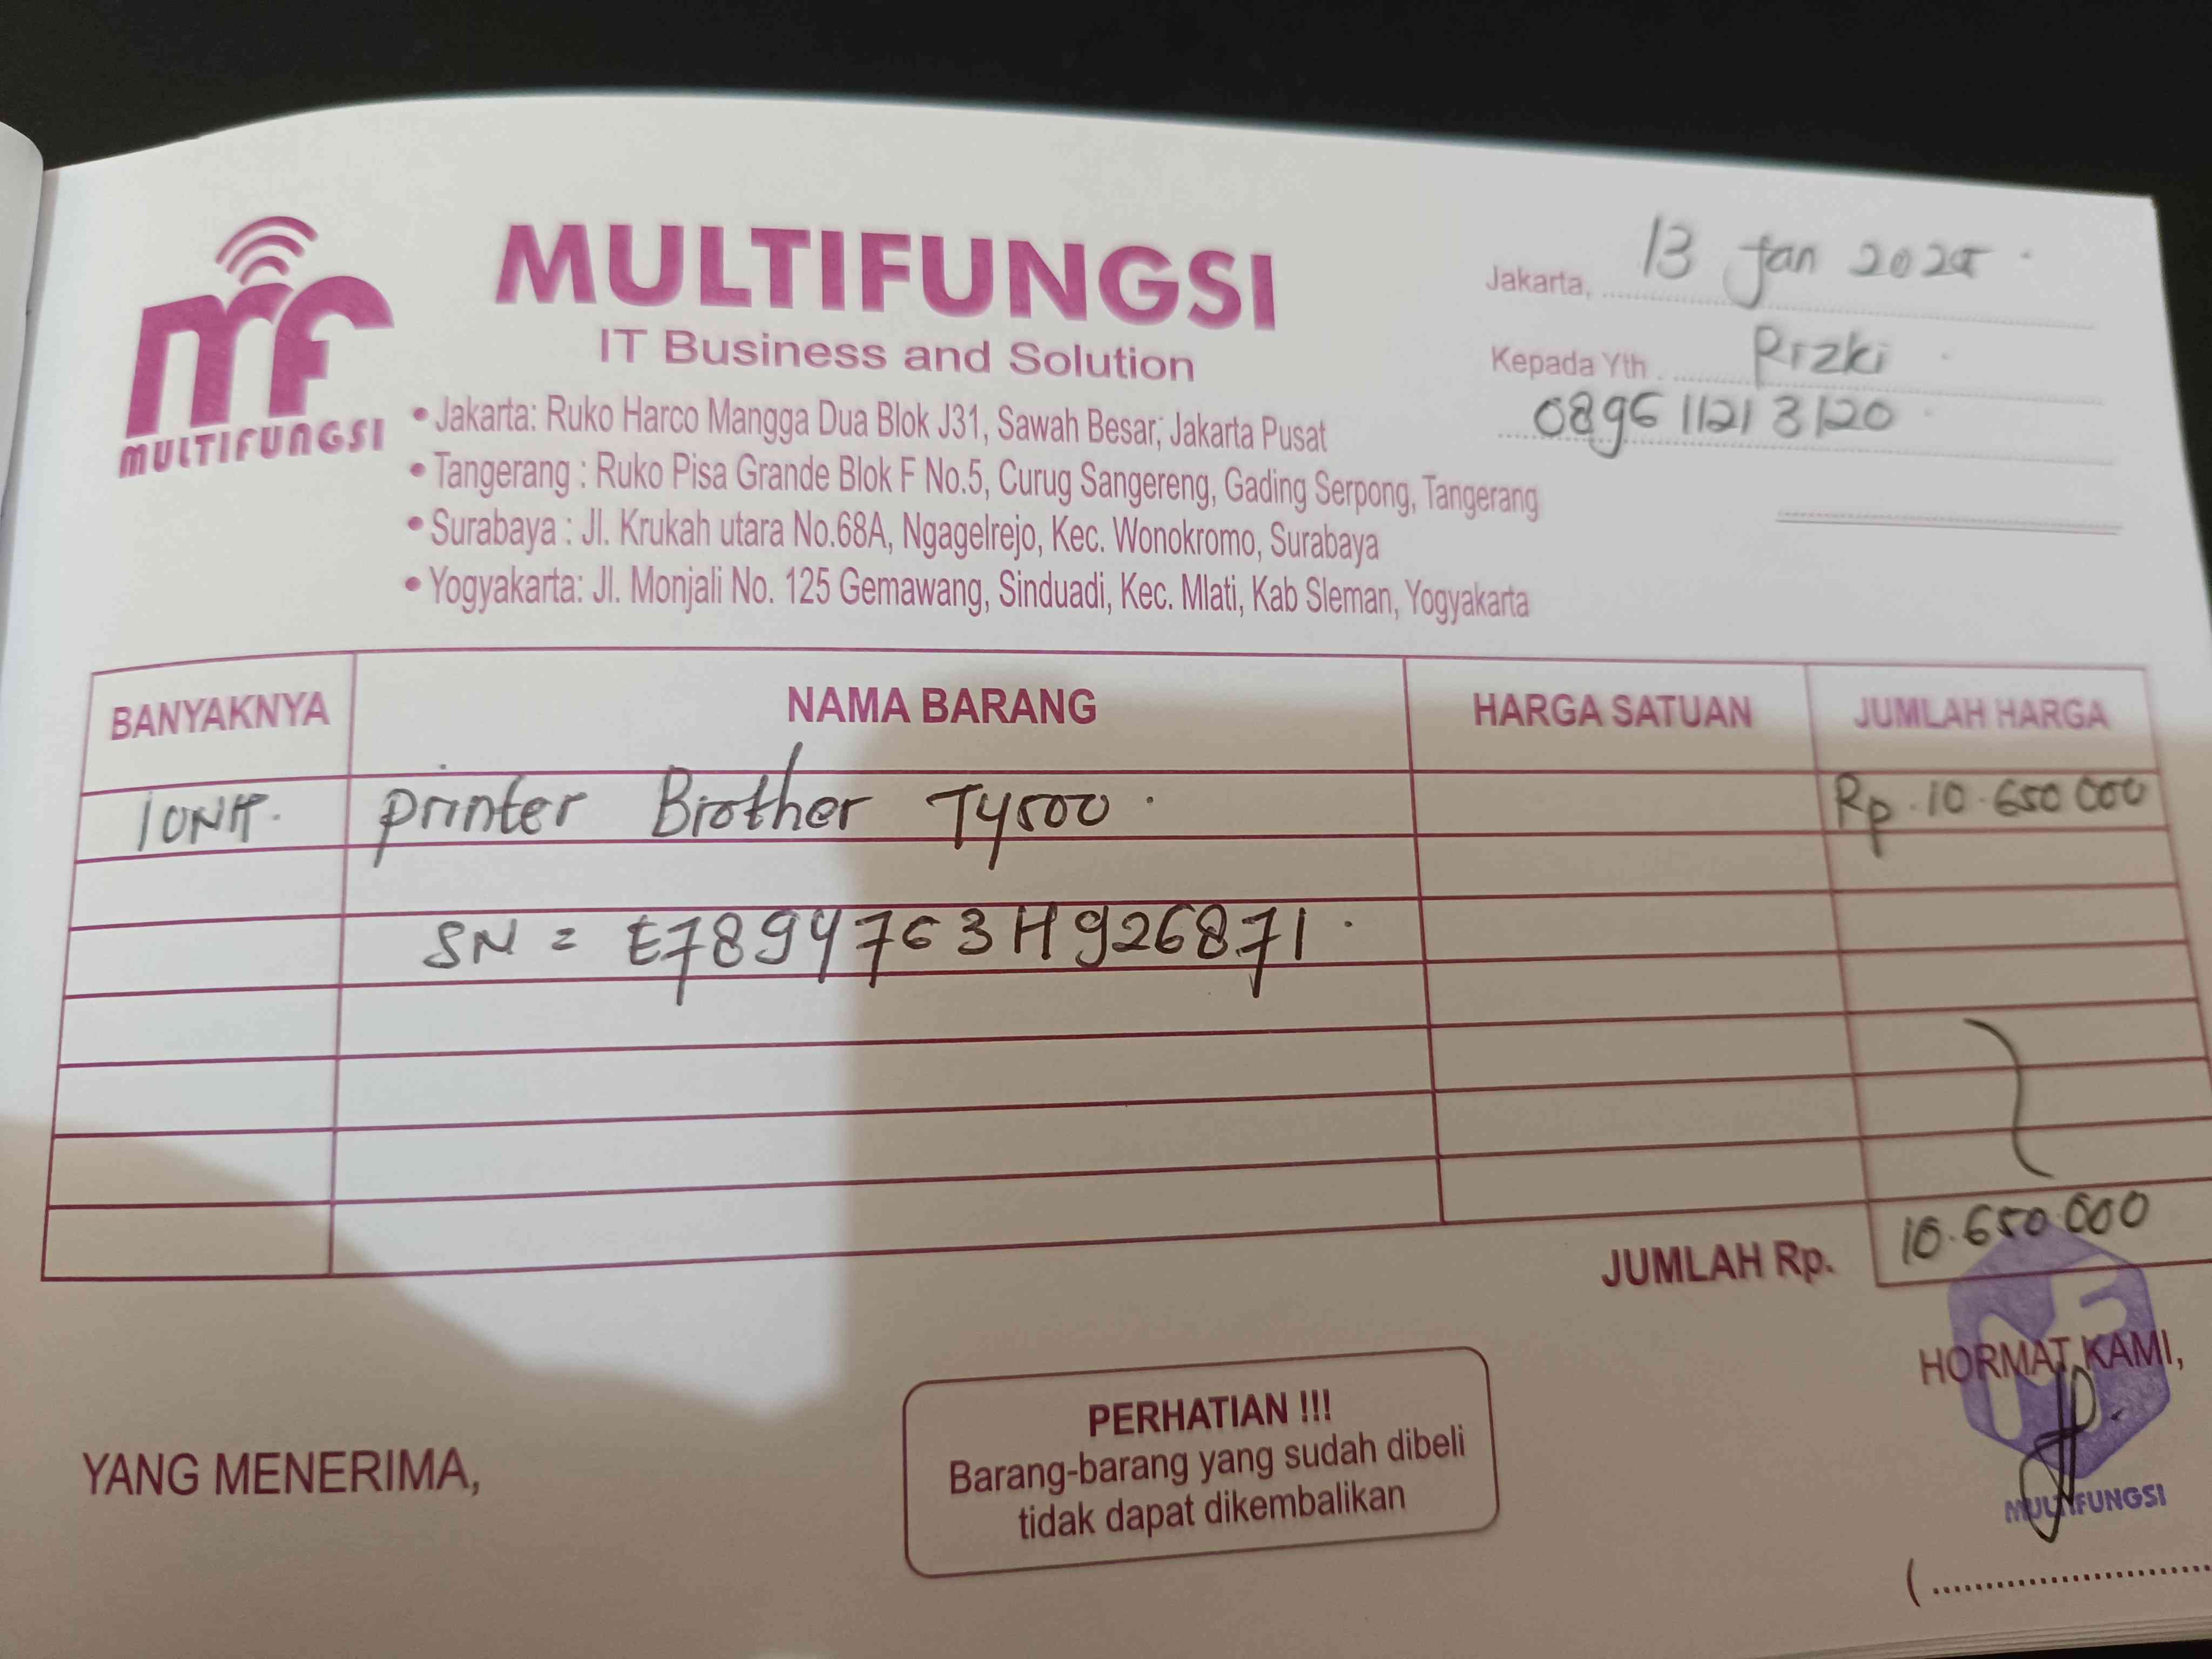 MULTIFUNGSI
MULTIFUNGSI
IT Business and Solution
• Jakarta: Ruko Harco Mangga Dua Blok J31, Sawah Besar, Jakarta Pusat
• Tangerang : Ruko Pisa Grande Blok F No.5, Curug Sangereng, Gading Serpong, Tangerang
• Surabaya : Jl. Krukah utara No.68A, Ngagelrejo, Kec. Wonokromo, Surabaya
• Yogyakarta: Jl. Monjali No. 125 Gemawang, Sinduadi, Kec. Mlati, Kab Sleman, Yogyakarta
Jakarta, 13 Jan 2025
Kepada Yth Rizki
0896 11213120
BANYAKNYA NAMA BARANG HARGA SATUAN JUMLAH HARGA
1 UNIT. Printer Brother T4500. Rp. 10.650 000
SN = E7894763H926871.
JUMLAH Rp. 10.650.000
HORMAT KAMI,
MULTIFUNGSI
YANG MENERIMA,
PERHATIAN !!!
Barang-barang yang sudah dibeli
tidak dapat dikembalikan